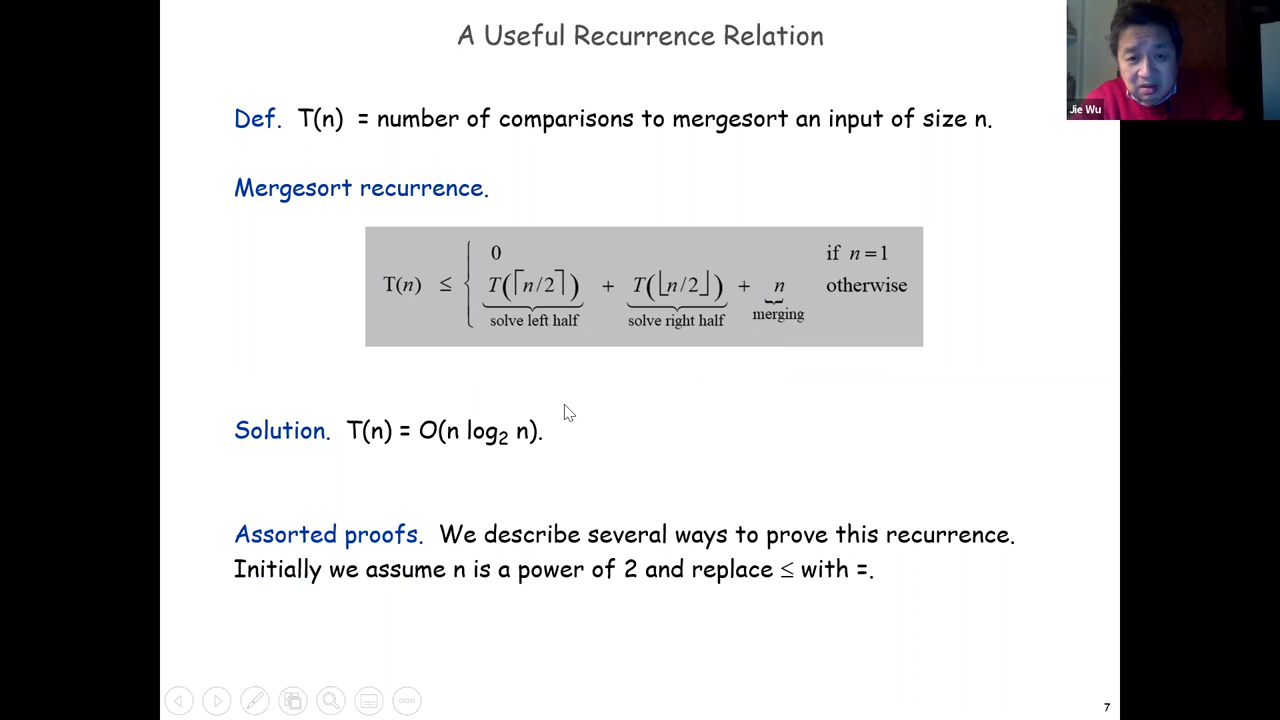 A Useful Recurrence Relation
Jie Wu
Def. T(n) = number of comparisons to mergesort an input of size n.
Mergesort recurrence.
0 if n = 1
T(n) ≤ { T(⌈n/2⌉) + T(⌊n/2⌋) + n otherwise
solve left half solve right half merging
Solution. T(n) = O(n log₂ n).
Assorted proofs. We describe several ways to prove this recurrence.
Initially we assume n is a power of 2 and replace ≤ with =.
7